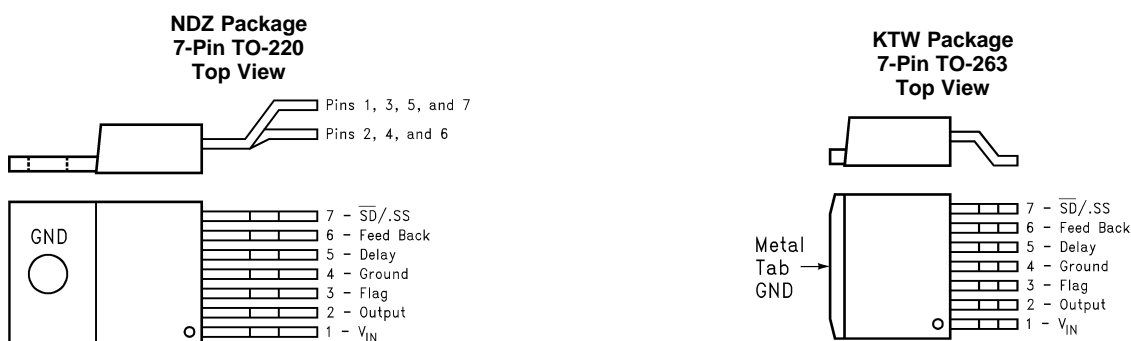 NDZ Package
7-Pin TO-220
Top View
Pins 1, 3, 5, and 7
Pins 2, 4, and 6
GND
7 – S̅D̅/.SS
6 – Feed Back
5 – Delay
4 – Ground
3 – Flag
2 – Output
1 – VIN
KTW Package
7-Pin TO-263
Top View
Metal
Tab
GND
7 – S̅D̅/.SS
6 – Feed Back
5 – Delay
4 – Ground
3 – Flag
2 – Output
1 – VIN